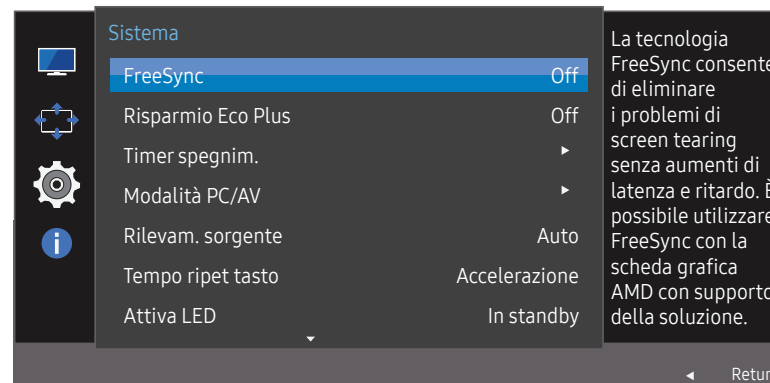 Sistema
FreeSync Off
Risparmio Eco Plus Off
Timer spegnim.
Modalità PC/AV
Rilevam. sorgente Auto
Tempo ripet tasto Accelerazione
Attiva LED In standby
La tecnologia
FreeSync consente
di eliminare
i problemi di
screen tearing
senza aumenti di
latenza e ritardo. È
possibile utilizzare
FreeSync con la
scheda grafica
AMD con supporto
della soluzione.